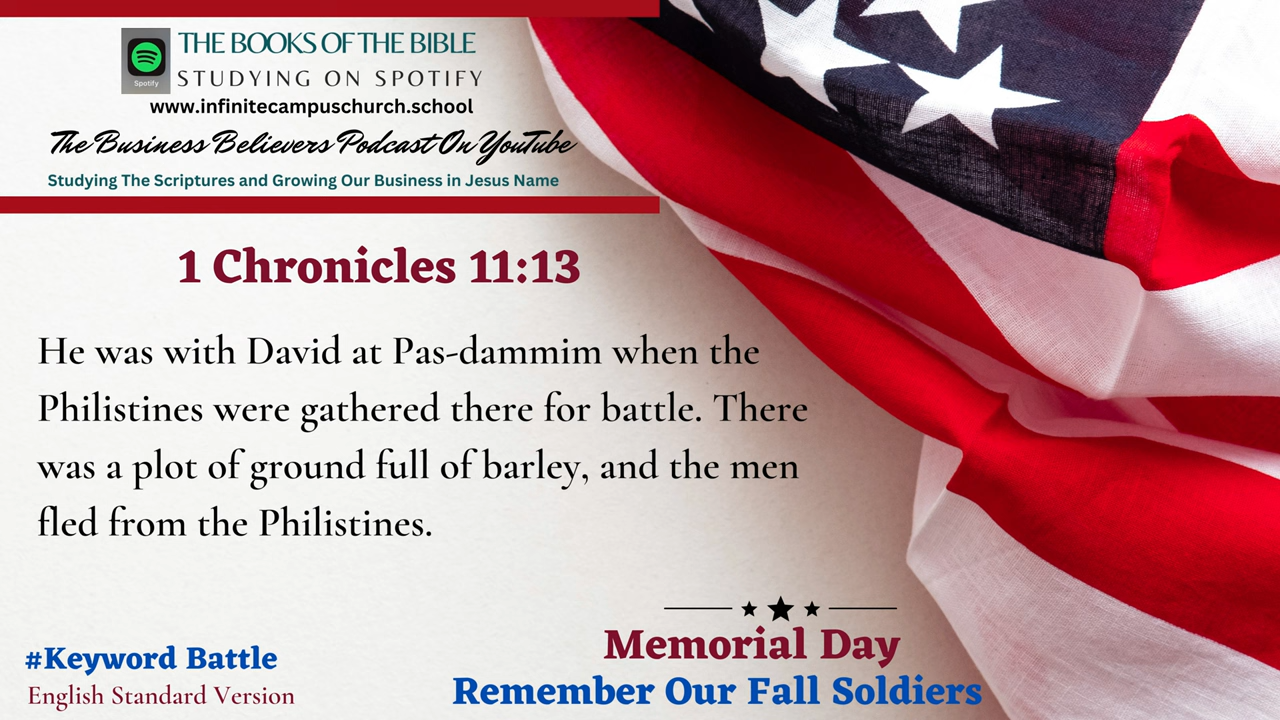 THE BOOKS OF THE BIBLE
Spotify
STUDYING ON SPOTIFY
www.infinitecampuschurch.school
The Business Believers Podcast On YouTube
Studying The Scriptures and Growing Our Business in Jesus Name
1 Chronicles 11:13
He was with David at Pas-dammim when the
Philistines were gathered there for battle. There
was a plot of ground full of barley, and the men
fled from the Philistines.
#Keyword Battle
English Standard Version
Memorial Day
Remember Our Fall Soldiers